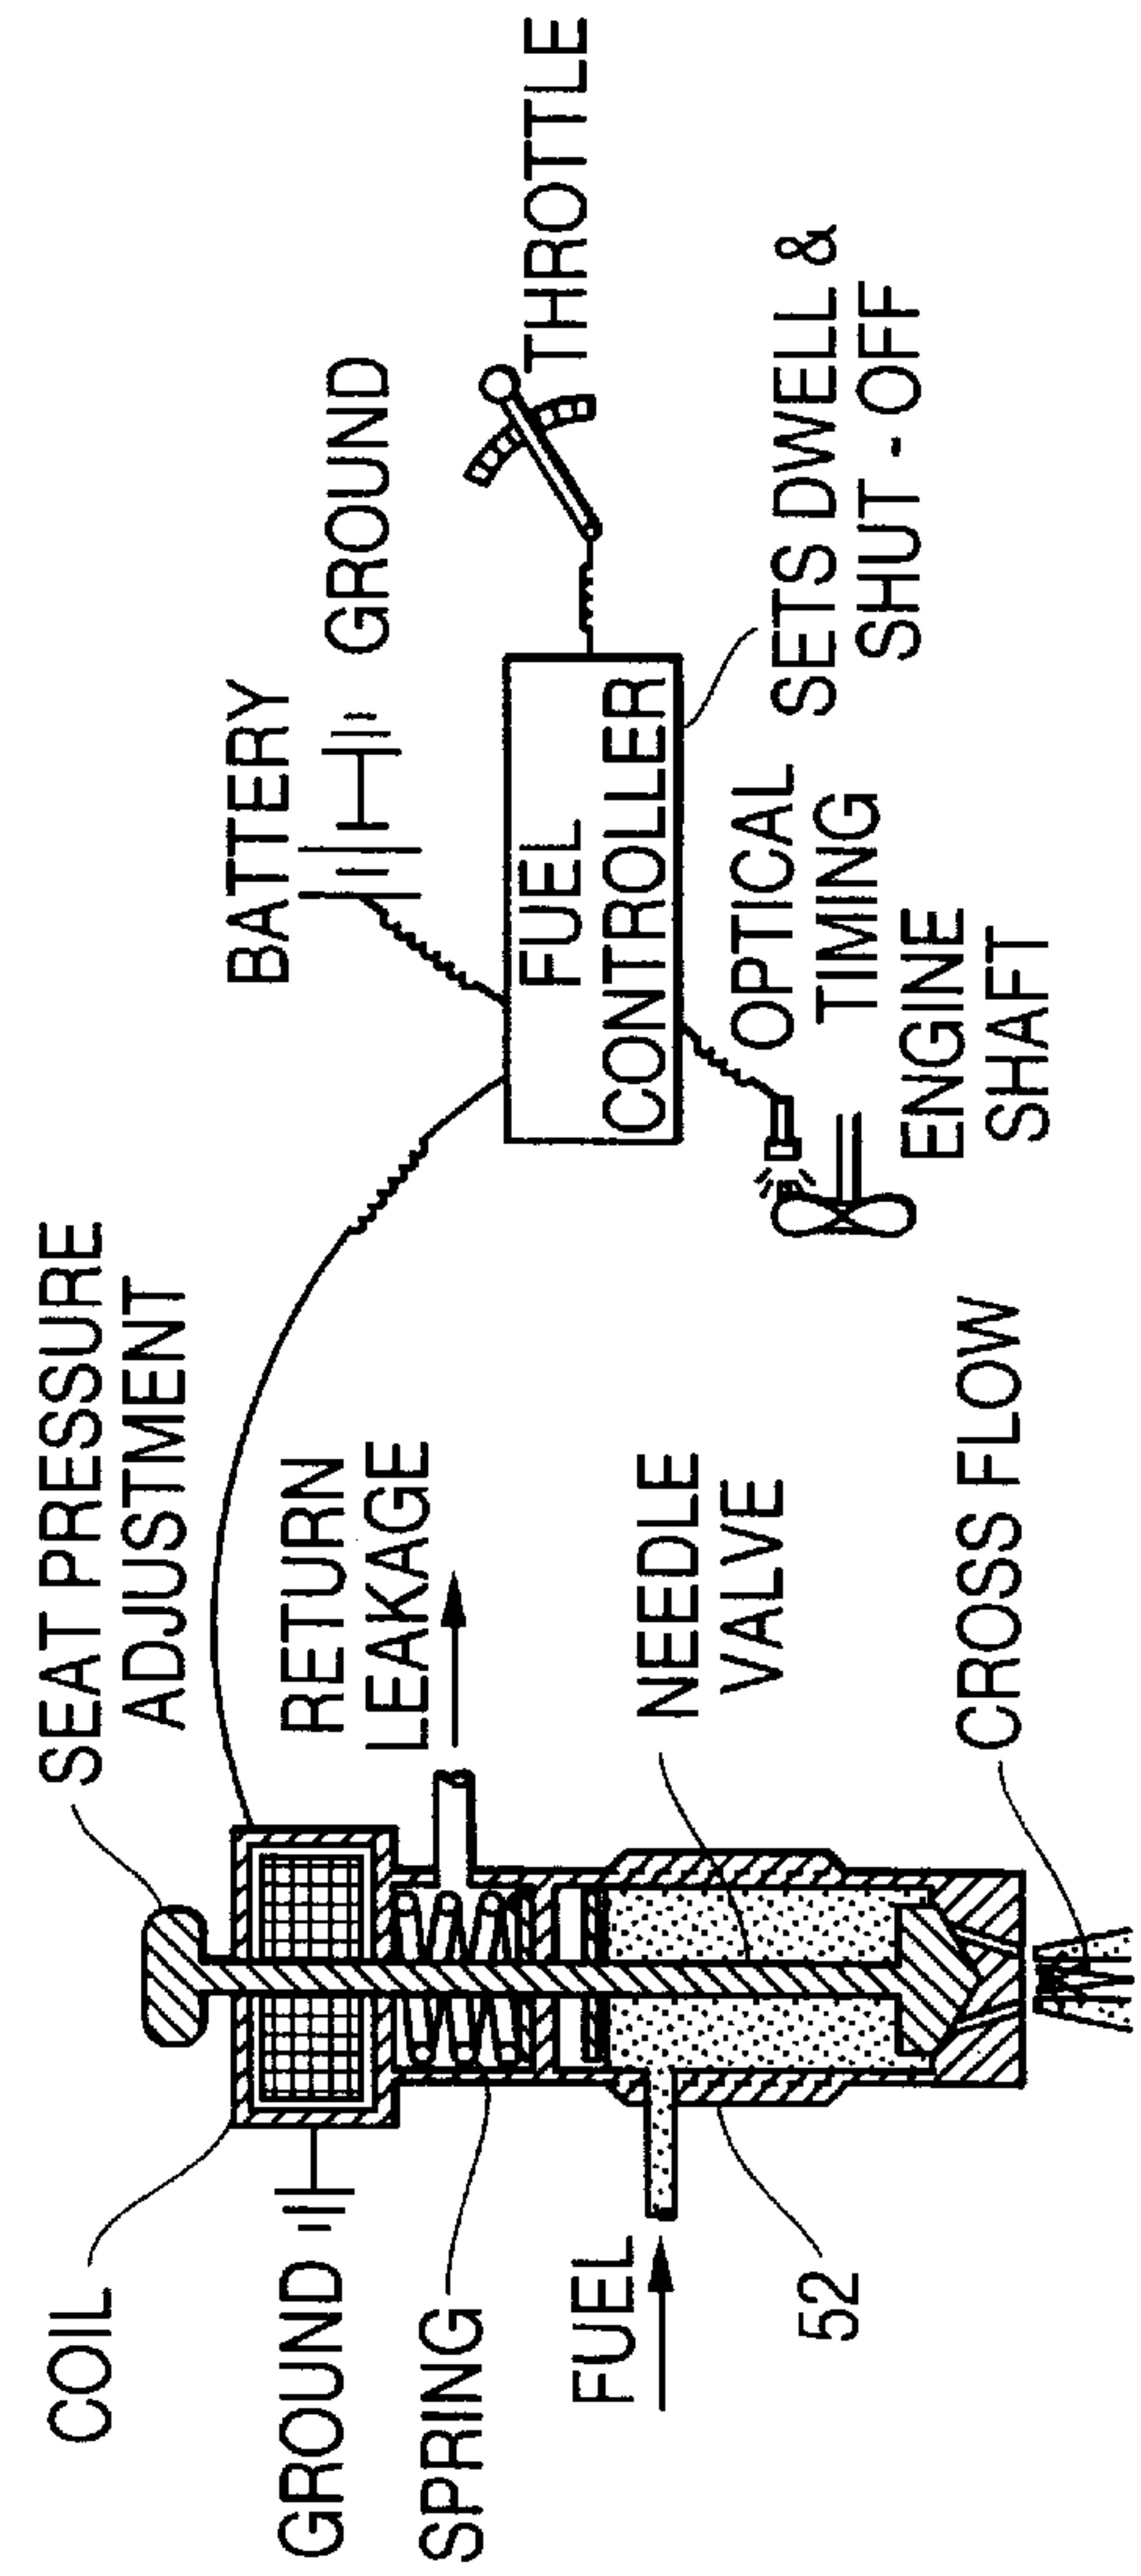 COIL
GROUND
SPRING
FUEL
52
SEAT PRESSURE
ADJUSTMENT
RETURN
LEAKAGE
NEEDLE
VALVE
CROSS FLOW
BATTERY
GROUND
FUEL
CONTROLLER
OPTICAL
TIMING
ENGINE
SHAFT
THROTTLE
SETS DWELL &
SHUT - OFF